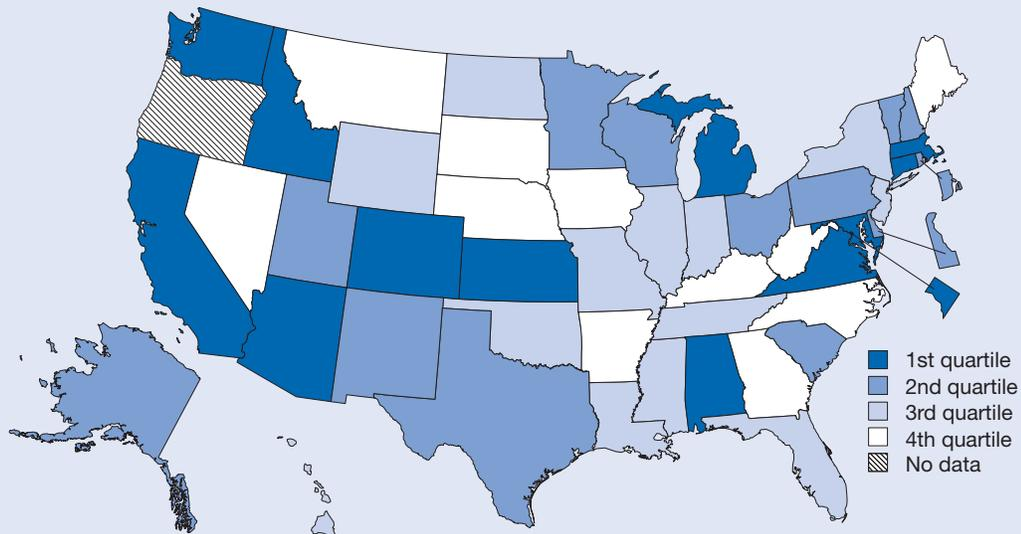 1st quartile
2nd quartile
3rd quartile
4th quartile
No data